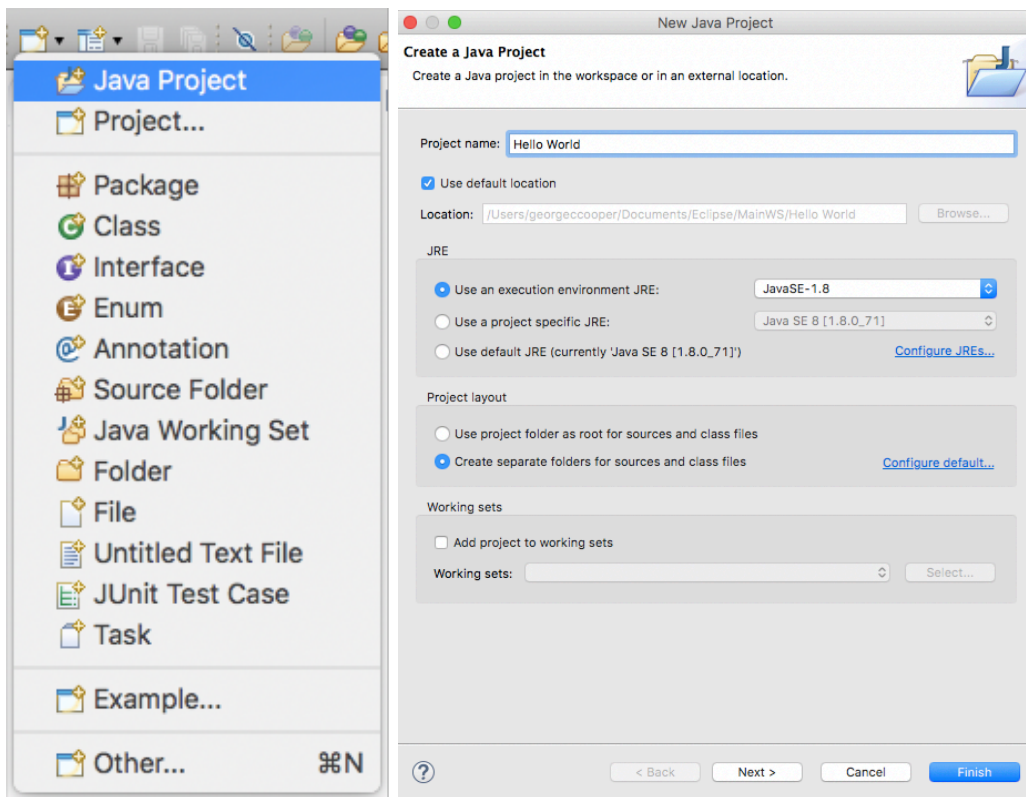 Java Project
Project...
Package
Class
Interface
Enum
Annotation
Source Folder
Java Working Set
Folder
File
Untitled Text File
JUnit Test Case
Task
Example...
Other... ⌘N
New Java Project
Create a Java Project
Create a Java project in the workspace or in an external location.
Project name: Hello World
Use default location
Location: /Users/georgeccooper/Documents/Eclipse/MainWS/Hello World Browse...
JRE
Use an execution environment JRE: JavaSE-1.8
Use a project specific JRE: Java SE 8 [1.8.0_71]
Use default JRE (currently 'Java SE 8 [1.8.0_71]') Configure JREs...
Project layout
Use project folder as root for sources and class files
Create separate folders for sources and class files Configure default...
Working sets
Add project to working sets
Working sets: Select...
? < Back Next > Cancel Finish